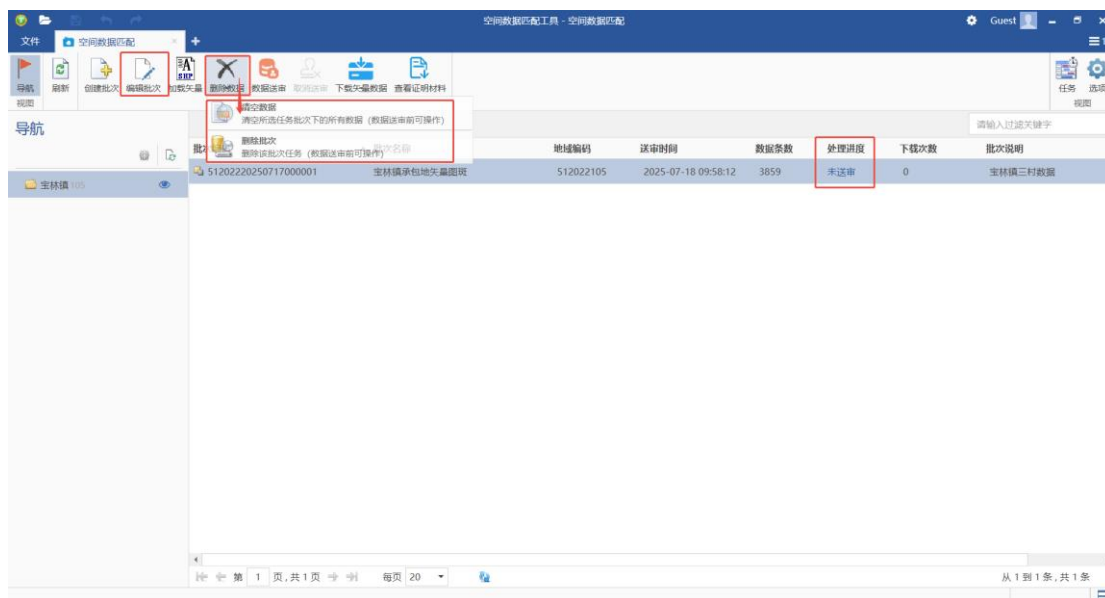 空间数据匹配工具 - 空间数据匹配
Guest
文件
空间数据匹配
导航
刷新
创建批次
编辑批次
加载矢量
删除数据
数据送审
取消送审
下载矢量数据
查看证明材料
任务
选项
视图
视图
清空数据
清空所选任务批次下的所有数据 (数据送审前可操作)
删除批次
删除该批次任务 (数据送审前可操作)
导航
请输入过滤关键字
宝林镇 105
批次名称 地域编码 送审时间 数据条数 处理进度 下载次数 批次说明
512022220250717000001 宝林镇承包地矢量图斑 512022105 2025-07-18 09:58:12 3859 未送审 0 宝林镇三村数据
第 1 页,共1页 每页 20
从1到1条,共1条